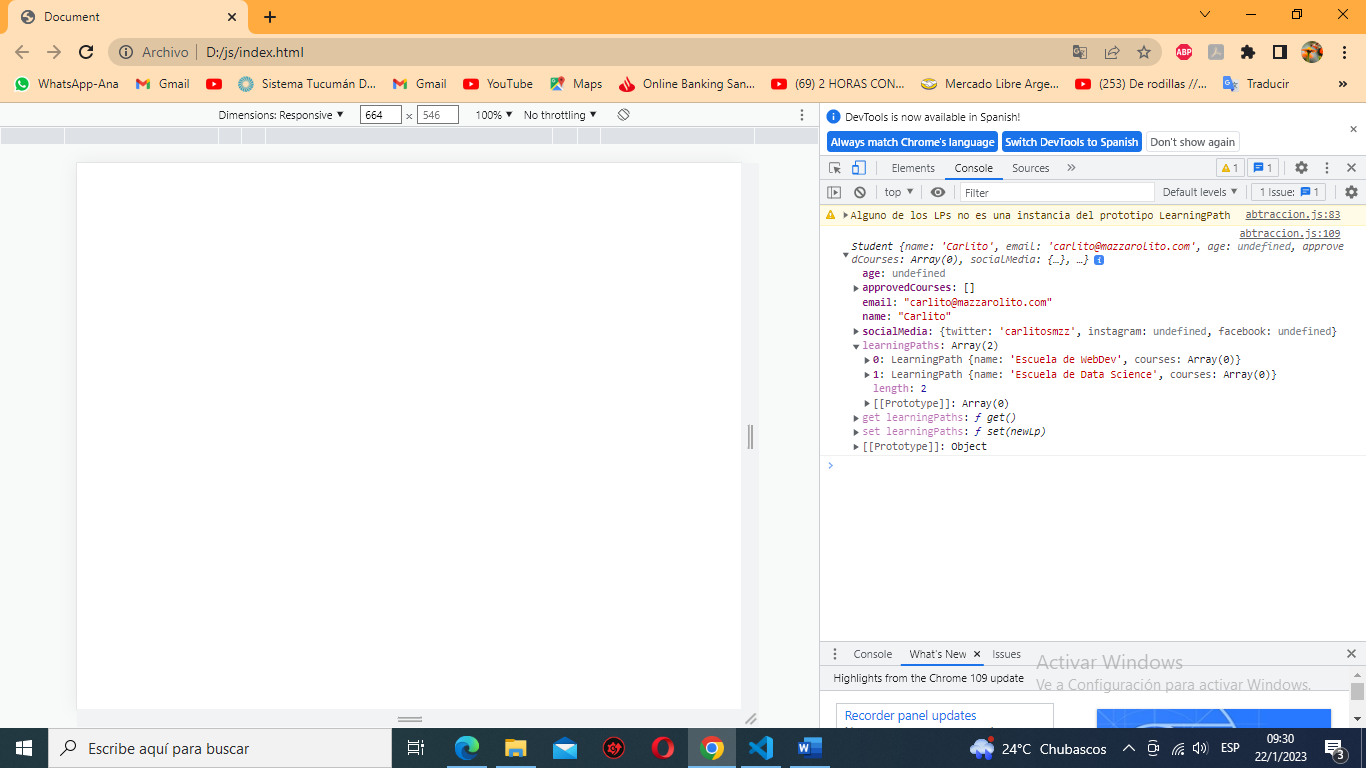 Document
Archivo D:/js/index.html
ABP
WhatsApp-Ana Gmail Sistema Tucumán D... Gmail YouTube Maps Online Banking San... (69) 2 HORAS CON... Mercado Libre Arge... (253) De rodillas //... Traducir »
Dimensions: Responsive ▼ 664 × 546 100% ▼ No throttling ▼
DevTools is now available in Spanish!
Always match Chrome's language Switch DevTools to Spanish Don't show again
Elements Console Sources » 1 1
top ▼ Filter Default levels ▼ 1 Issue: 1
Alguno de los LPs no es una instancia del prototipo LearningPath abtraccion.js:83
abtraccion.js:109
Student {name: 'Carlito', email: 'carlito@mazzarolito.com', age: undefined, approve
dCourses: Array(0), socialMedia: {…}, …} i
age: undefined
approvedCourses: []
email: "carlito@mazzarolito.com"
name: "Carlito"
socialMedia: {twitter: 'carlitosmzz', instagram: undefined, facebook: undefined}
learningPaths: Array(2)
0: LearningPath {name: 'Escuela de WebDev', courses: Array(0)}
1: LearningPath {name: 'Escuela de Data Science', courses: Array(0)}
length: 2
[[Prototype]]: Array(0)
get learningPaths: ƒ get()
set learningPaths: ƒ set(newLp)
[[Prototype]]: Object
Console What's New × Issues
Activar Windows
Highlights from the Chrome 109 update
Ve a Configuración para activar Windows.
Recorder panel updates
Escribe aquí para buscar
24°C Chubascos ESP 09:30
22/1/2023 3